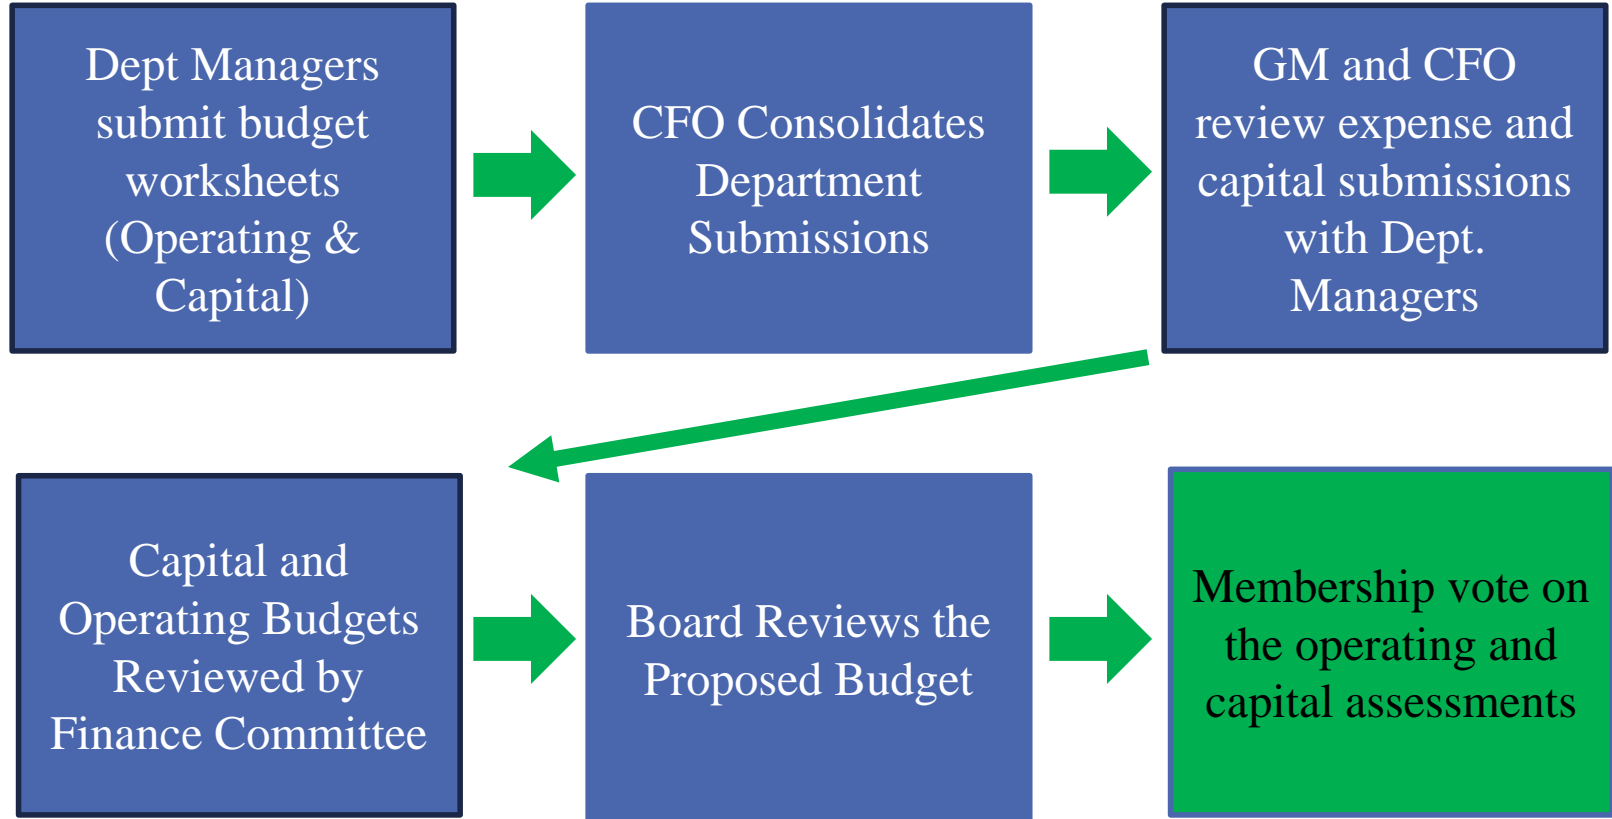 Dept Managers
submit budget
worksheets
(Operating &
Capital)
CFO Consolidates
Department
Submissions
GM and CFO
review expense and
capital submissions
with Dept.
Managers
Capital and
Operating Budgets
Reviewed by
Finance Committee
Board Reviews the
Proposed Budget
Membership vote on
the operating and
capital assessments